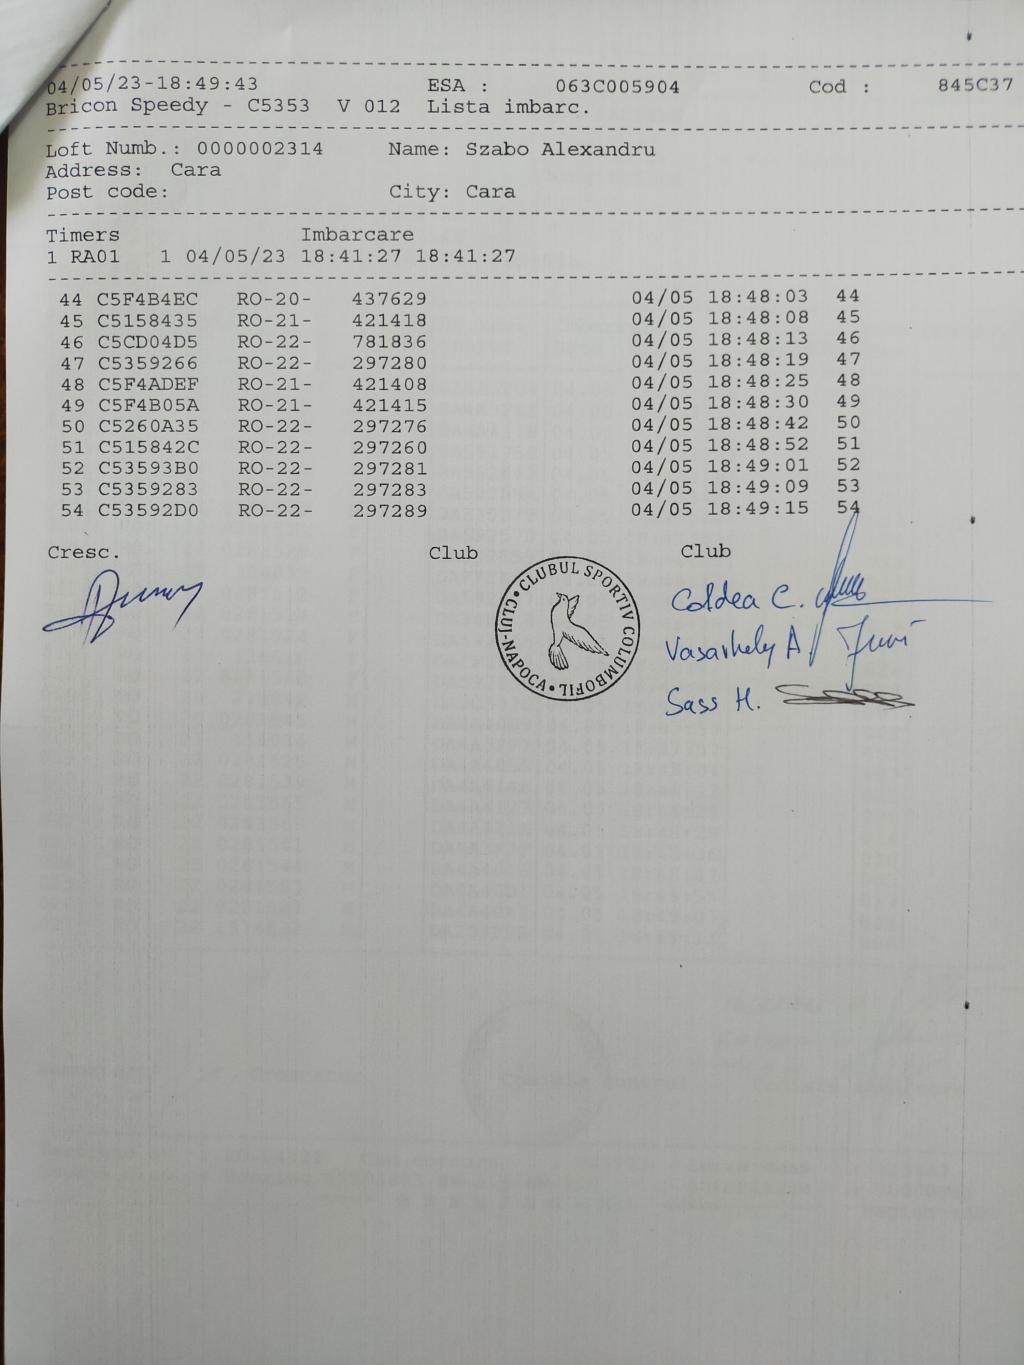 04/05/23-18:49:43 ESA : 063C005904 Cod : 845C37
Bricon Speedy - C5353 V 012 Lista imbarc.
Loft Numb.: 0000002314 Name: Szabo Alexandru
Address: Cara
Post code: City: Cara
Timers Imbarcare
1 RA01 1 04/05/23 18:41:27 18:41:27
44 C5F4B4EC RO-20- 437629 04/05 18:48:03 44
45 C5158435 RO-21- 421418 04/05 18:48:08 45
46 C5CD04D5 RO-22- 781836 04/05 18:48:13 46
47 C5359266 RO-22- 297280 04/05 18:48:19 47
48 C5F4ADEF RO-21- 421408 04/05 18:48:25 48
49 C5F4B05A RO-21- 421415 04/05 18:48:30 49
50 C5260A35 RO-22- 297276 04/05 18:48:42 50
51 C515842C RO-22- 297260 04/05 18:48:52 51
52 C53593B0 RO-22- 297281 04/05 18:49:01 52
53 C5359283 RO-22- 297283 04/05 18:49:09 53
54 C53592D0 RO-22- 297289 04/05 18:49:15 54
Cresc. Club Club
CLUBUL SPORTIV COLUMBOFIL • CLUJ-NAPOCA •
Coldea C.
Vasarhely A
Sass H.